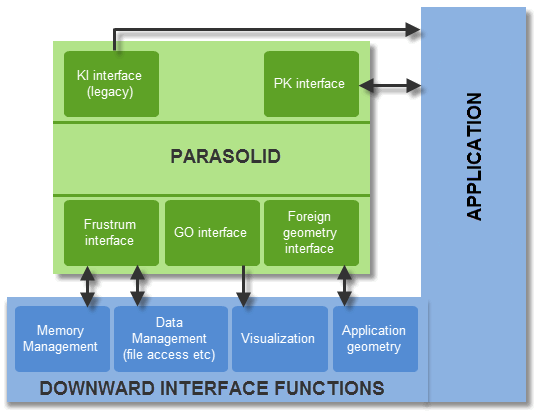 KI interface
(legacy)
PK interface
PARASOLID
APPLICATION
Frustrum
interface
GO interface
Foreign
geometry
interface
Memory
Management
Data
Management
(file access etc)
Visualization
Application
geometry
DOWNWARD INTERFACE FUNCTIONS